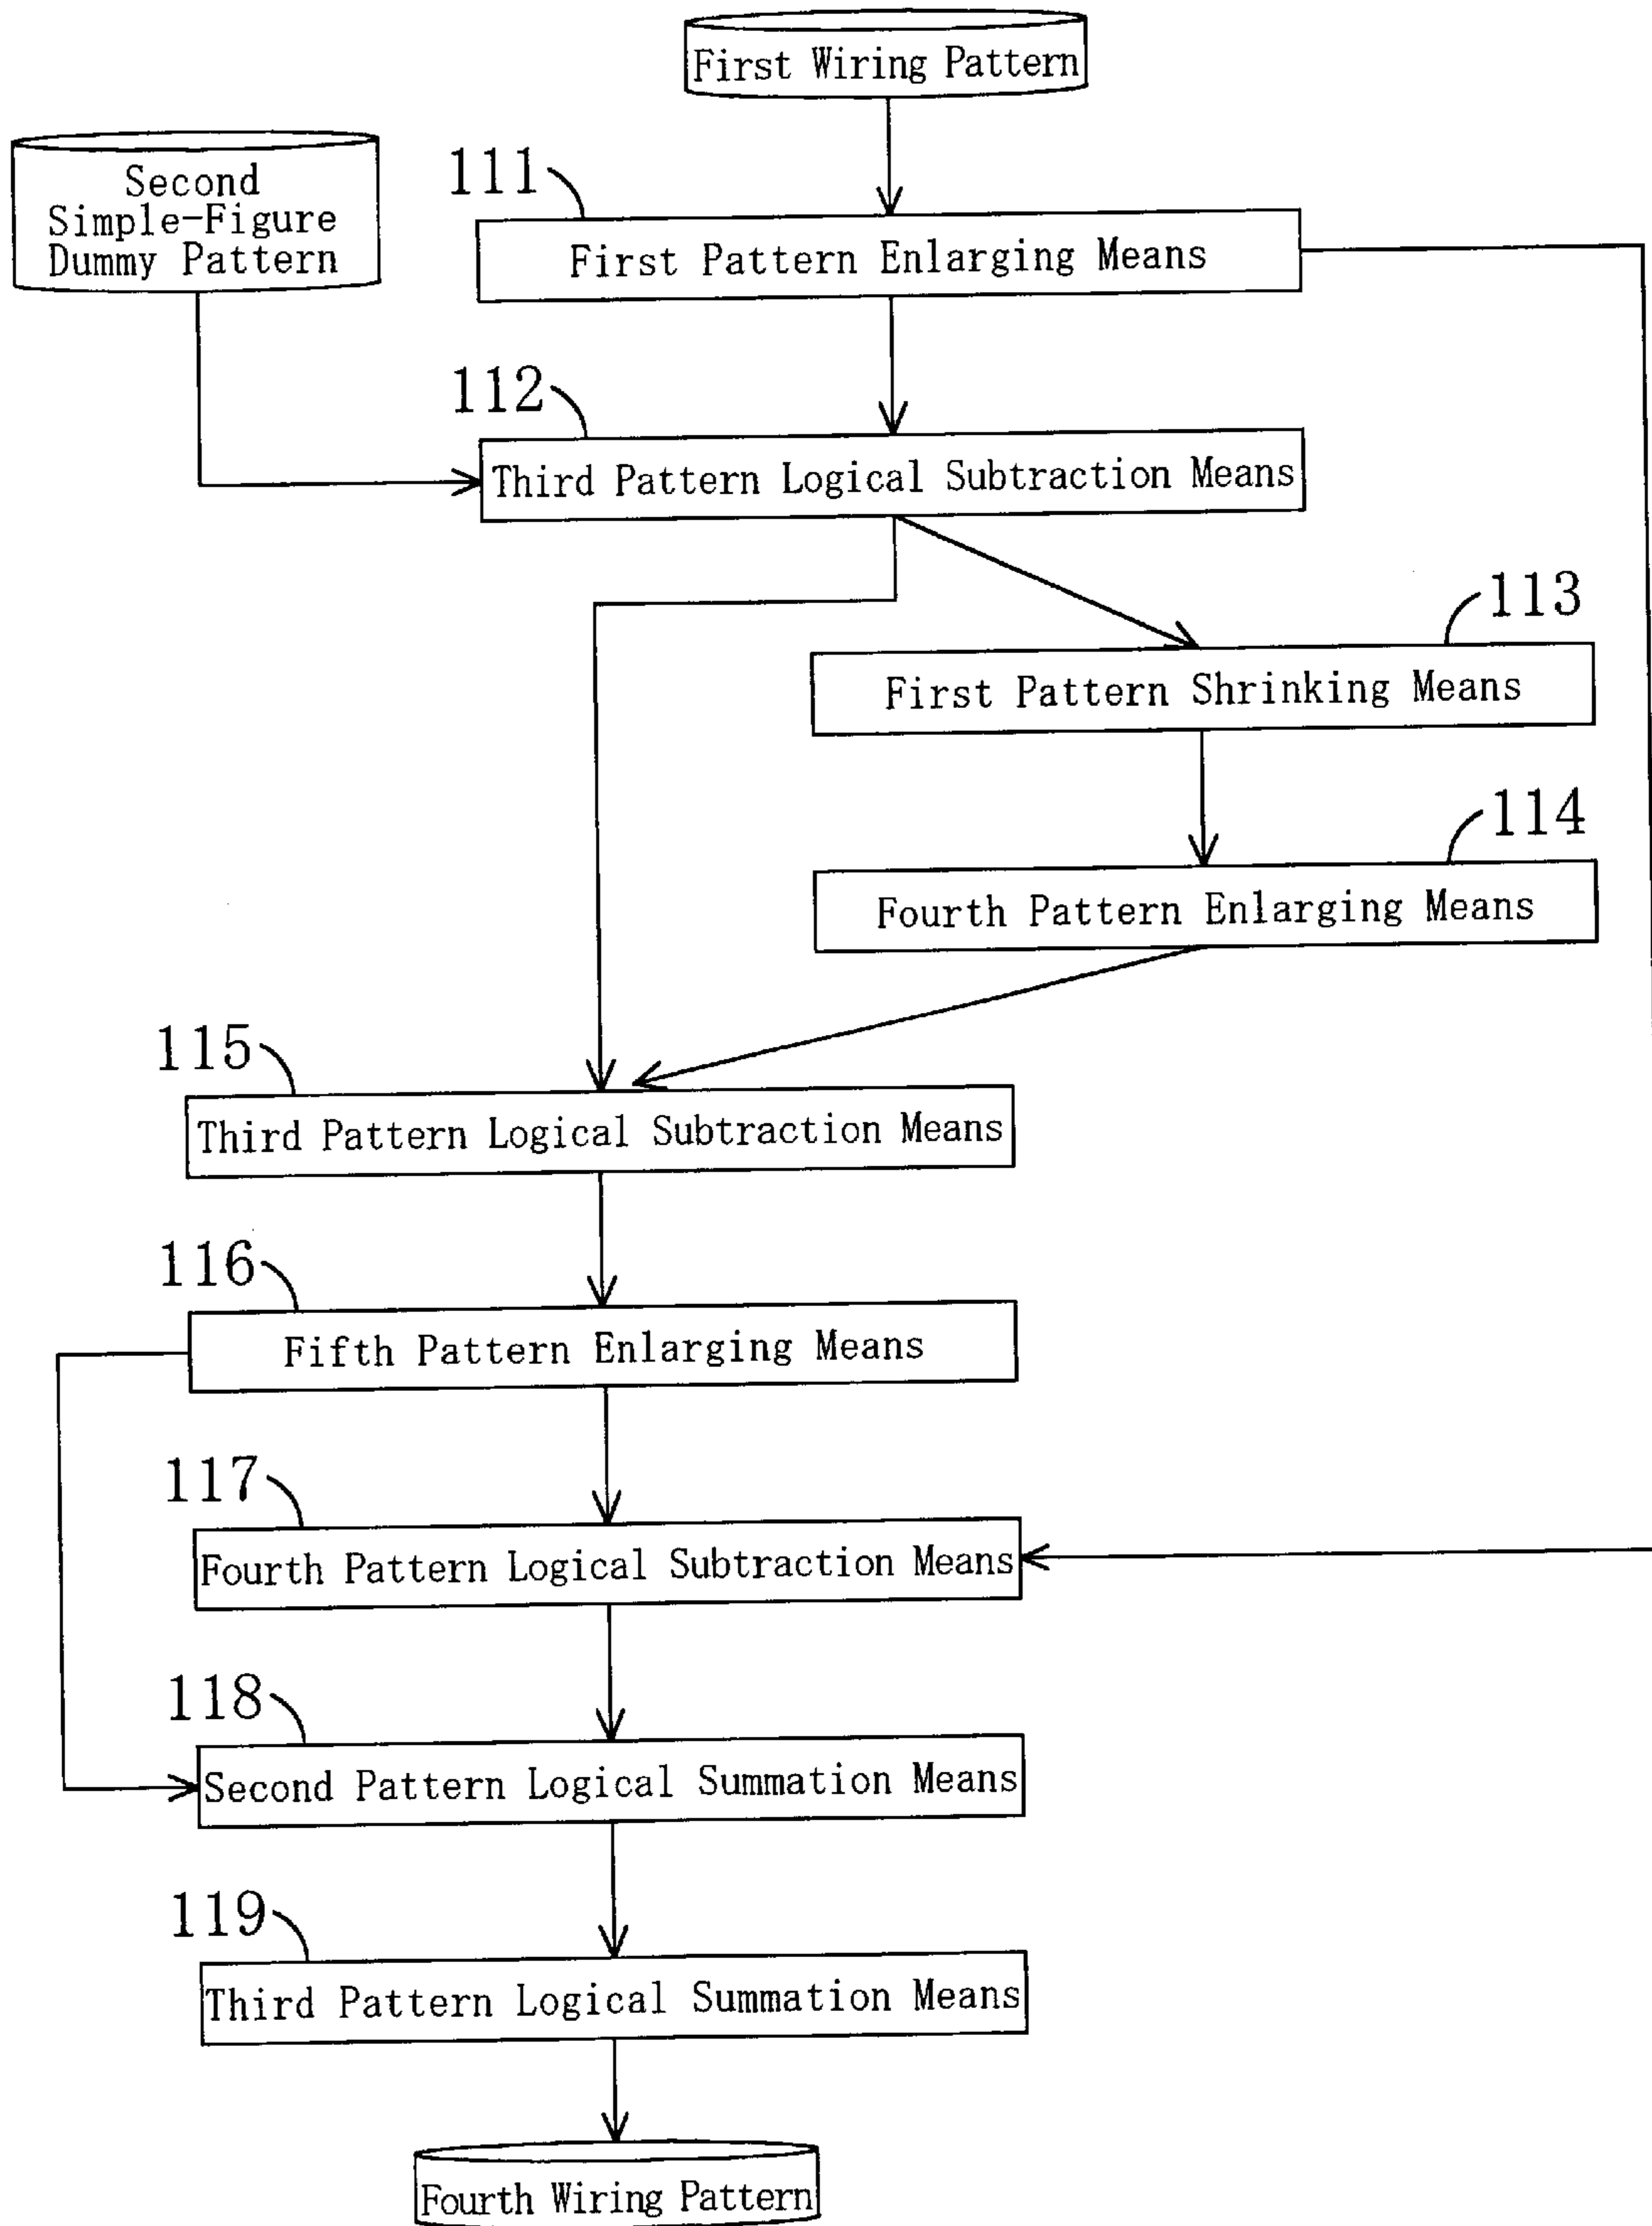 First Wiring Pattern
Second
Simple-Figure
Dummy Pattern
111
First Pattern Enlarging Means
112
Third Pattern Logical Subtraction Means
113
First Pattern Shrinking Means
114
Fourth Pattern Enlarging Means
115
Third Pattern Logical Subtraction Means
116
Fifth Pattern Enlarging Means
117
Fourth Pattern Logical Subtraction Means
118
Second Pattern Logical Summation Means
119
Third Pattern Logical Summation Means
Fourth Wiring Pattern